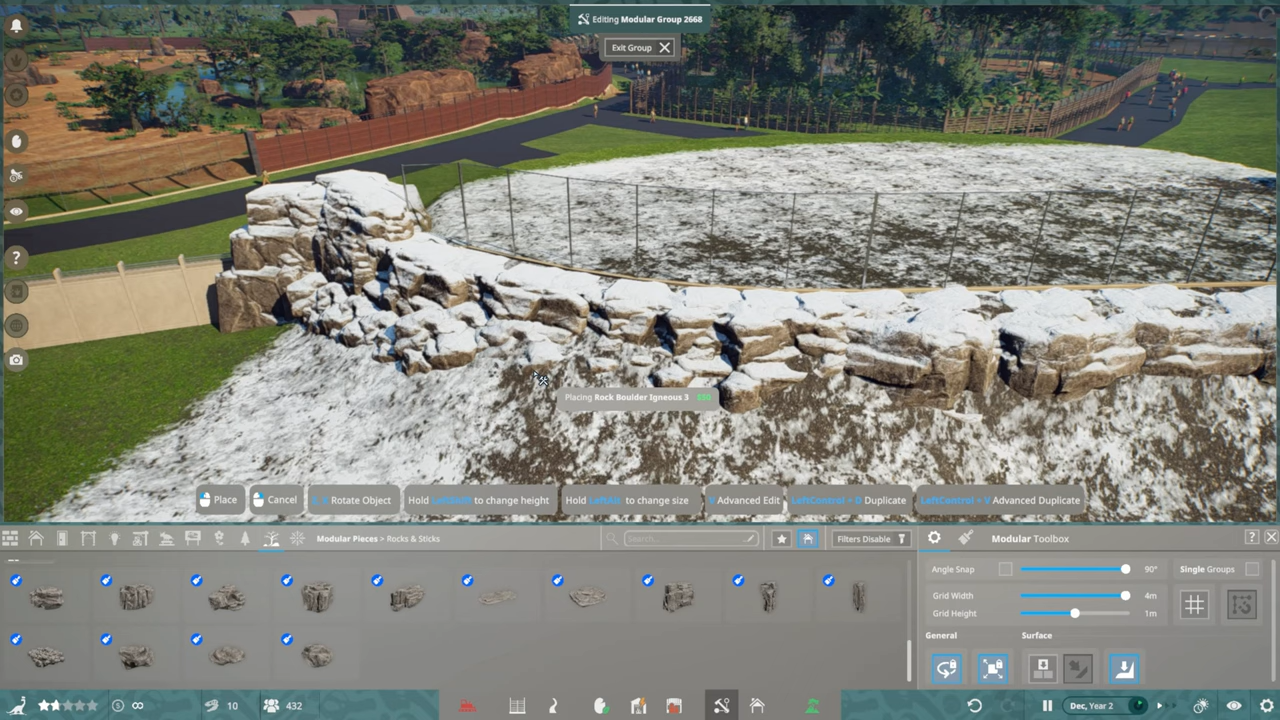 Editing Modular Group 2668
Exit Group
Placing Rock Boulder Igneous 3
Place
Cancel
Rotate Object
Hold to change height
Hold LeftAlt to change size
Advanced Edit
LeftControl + D Duplicate
LeftControl + V Advanced Duplicate
Modular Pieces > Rocks & Sticks
Search...
Filters Disable
Modular Toolbox
?
Angle Snap
90°
Single Groups
Grid Width
4m
Grid Height
1m
General
Surface
?
10
432
Dec, Year 2